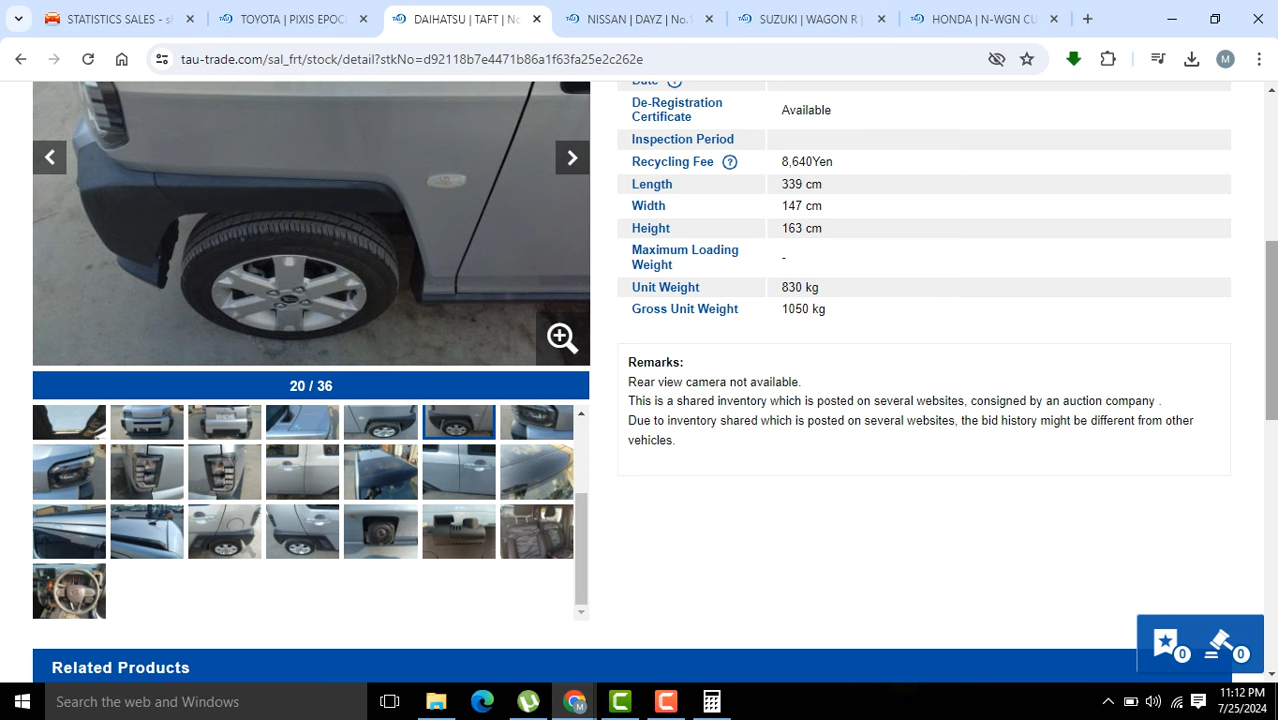 STATISTICS SALES - s
TOYOTA | PIXIS EPOC
DAIHATSU | TAFT | No
NISSAN | DAYZ | No.1
SUZUKI | WAGON R |
HONDA | N-WGN CU
tau-trade.com/sal_frt/stock/detail?stkNo=d92118b7e4471b86a1f63fa25e2c262e
M
Date ?
De-Registration
Certificate
Available
Inspection Period
Recycling Fee ? 8,640Yen
Length 339 cm
Width 147 cm
Height 163 cm
Maximum Loading
Weight
-
Unit Weight 830 kg
Gross Unit Weight 1050 kg
Remarks:
Rear view camera not available.
This is a shared inventory which is posted on several websites, consigned by an auction company .
Due to inventory shared which is posted on several websites, the bid history might be different from other
vehicles.
20 / 36
0 0
Related Products
Search the web and Windows
M
11:12 PM
7/25/2024